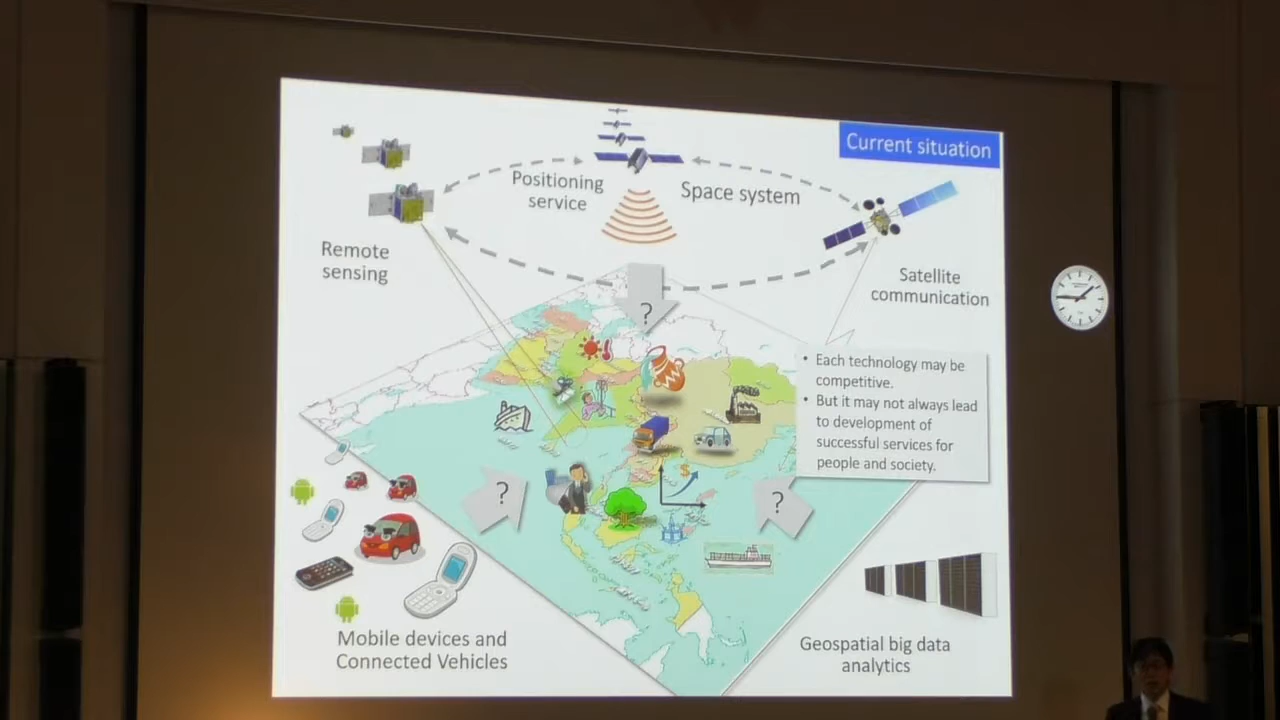 Current situation
Positioning
service
Space system
Remote
sensing
Satellite
communication
?
• Each technology may be
competitive.
• But it may not always lead
to development of
successful services for
people and society.
$
?
?
Mobile devices and
Connected Vehicles
Geospatial big data
analytics